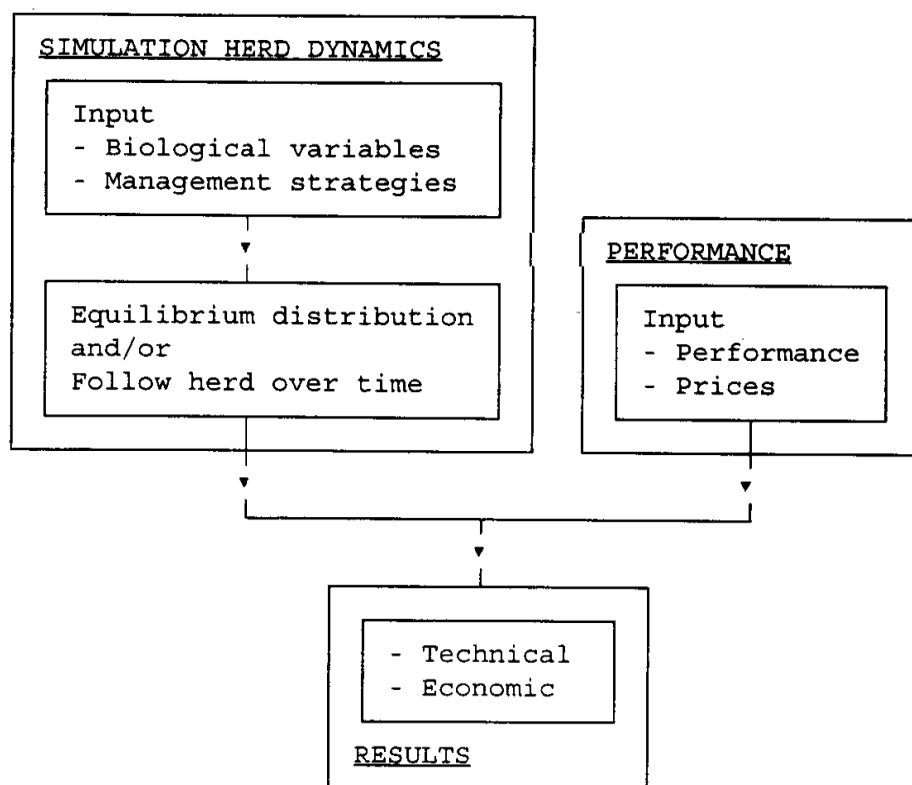 SIMULATION HERD DYNAMICS
Input
- Biological variables
- Management strategies
Equilibrium distribution
and/or
Follow herd over time
PERFORMANCE
Input
- Performance
- Prices
- Technical
- Economic
RESULTS